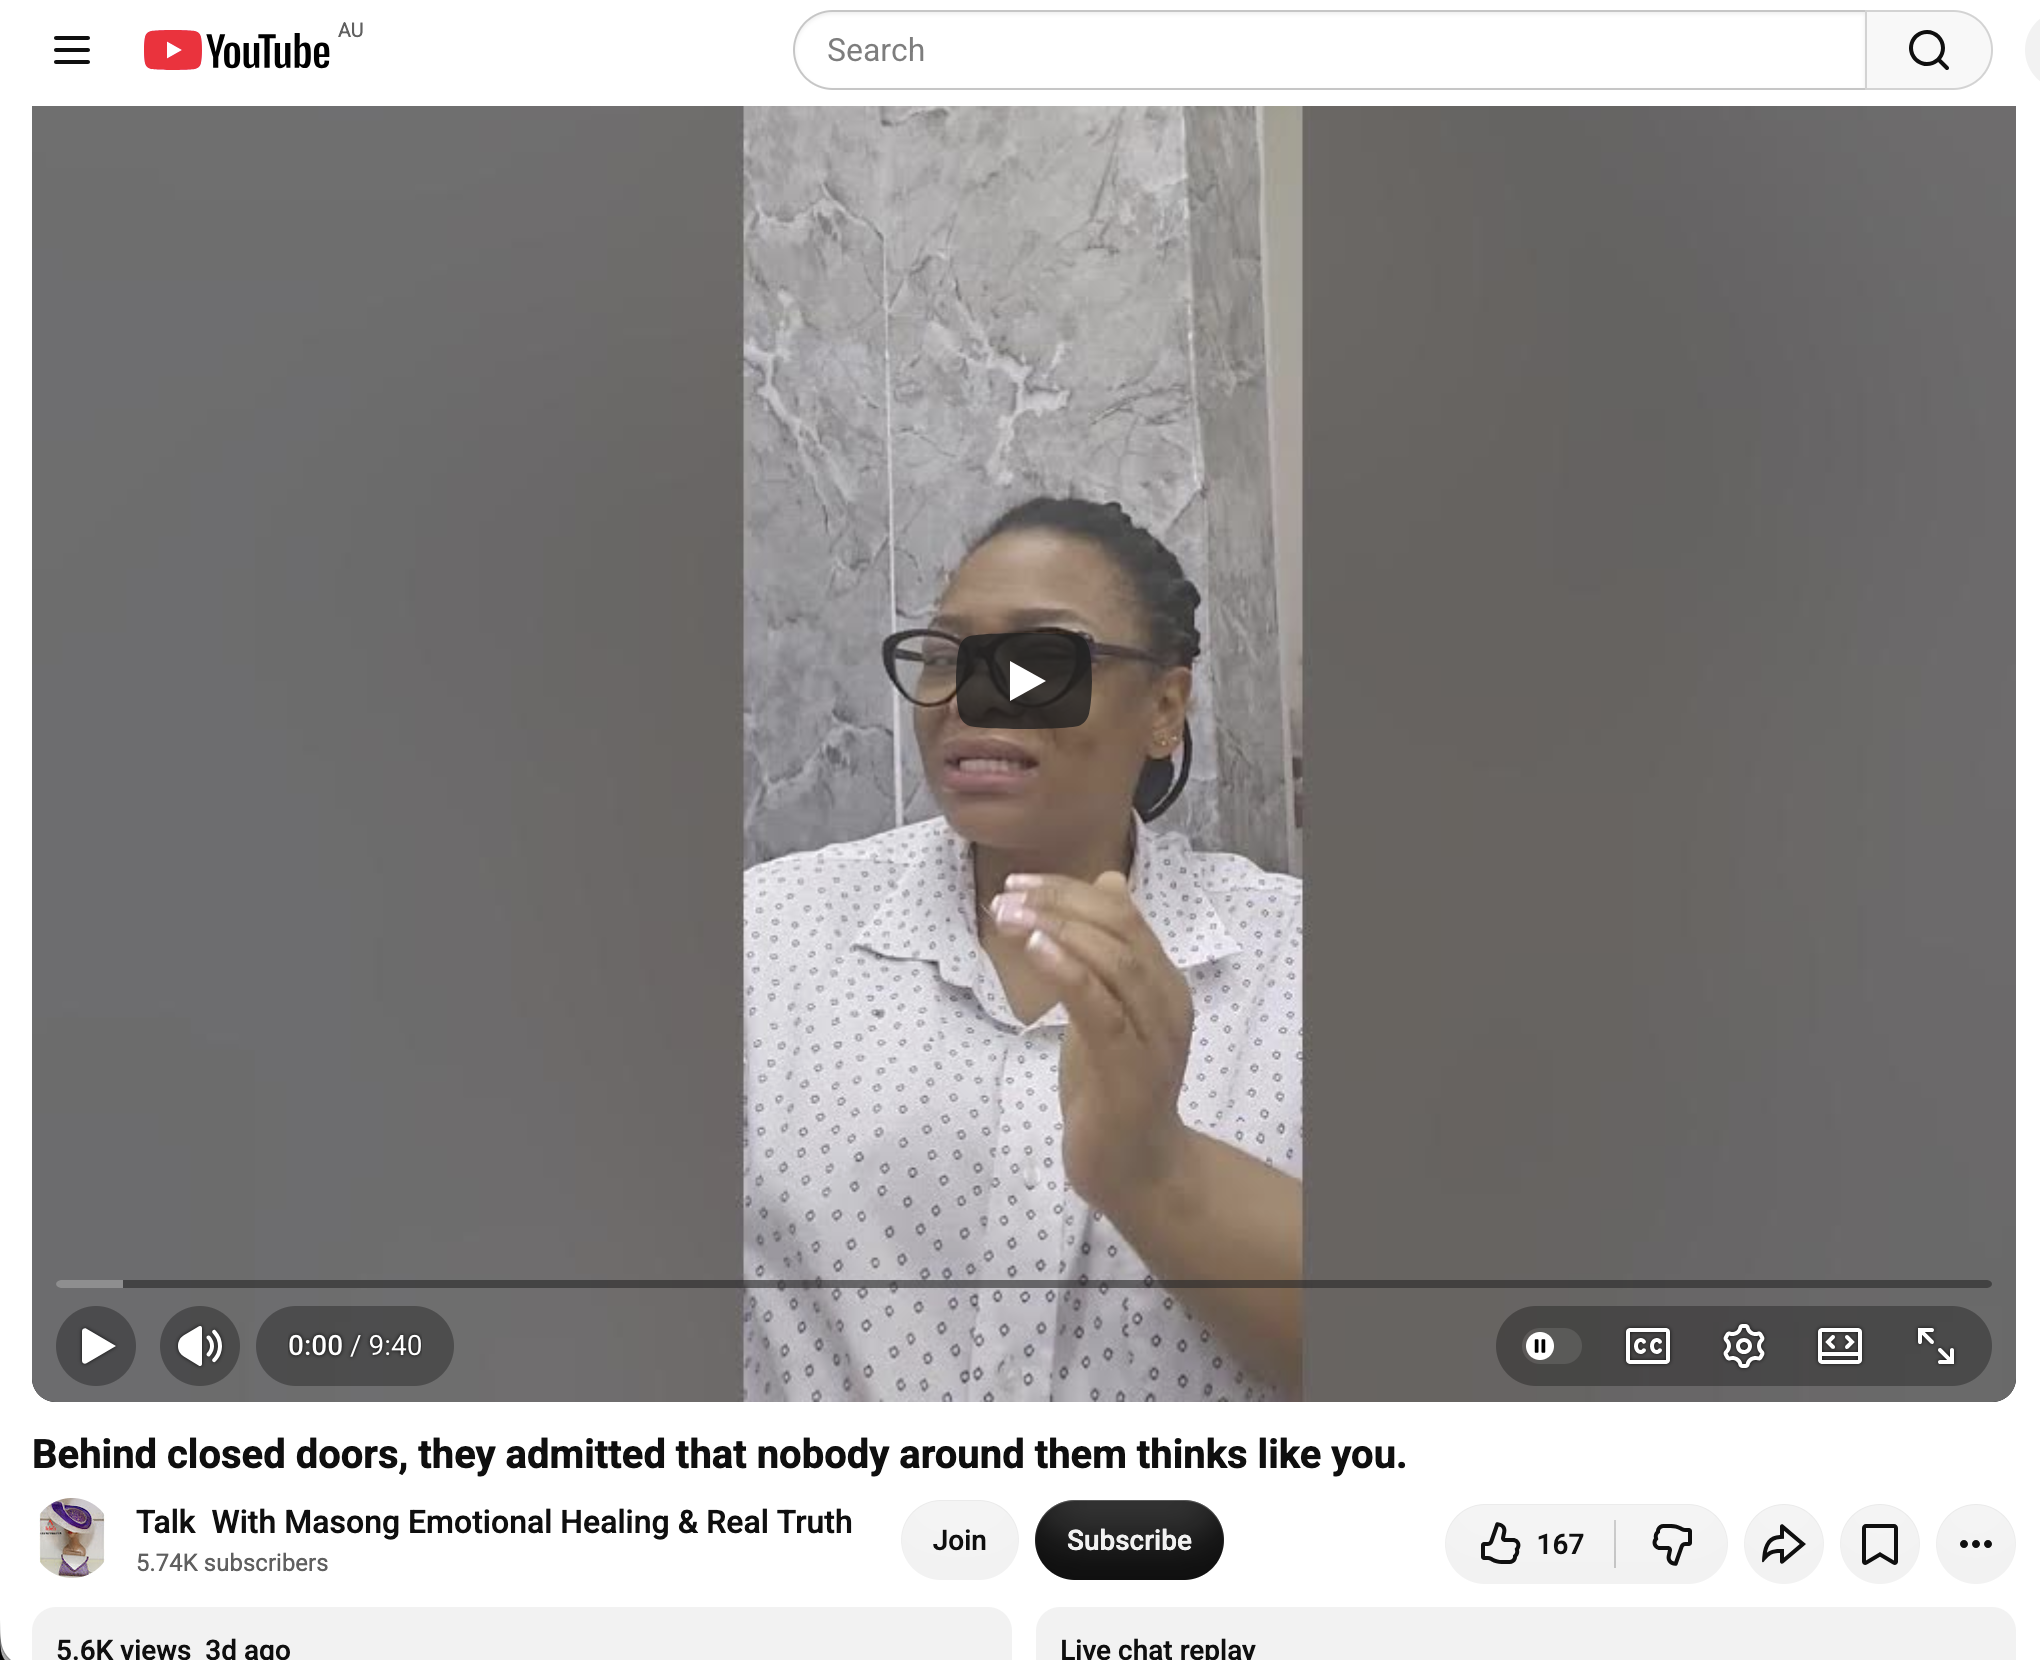 YouTube AU
Search
0:00 / 9:40
CC
Behind closed doors, they admitted that nobody around them thinks like you.
Talk With Masong Emotional Healing & Real Truth
5.74K subscribers
Join
Subscribe
167
5.6K views 3d ago
Live chat replay